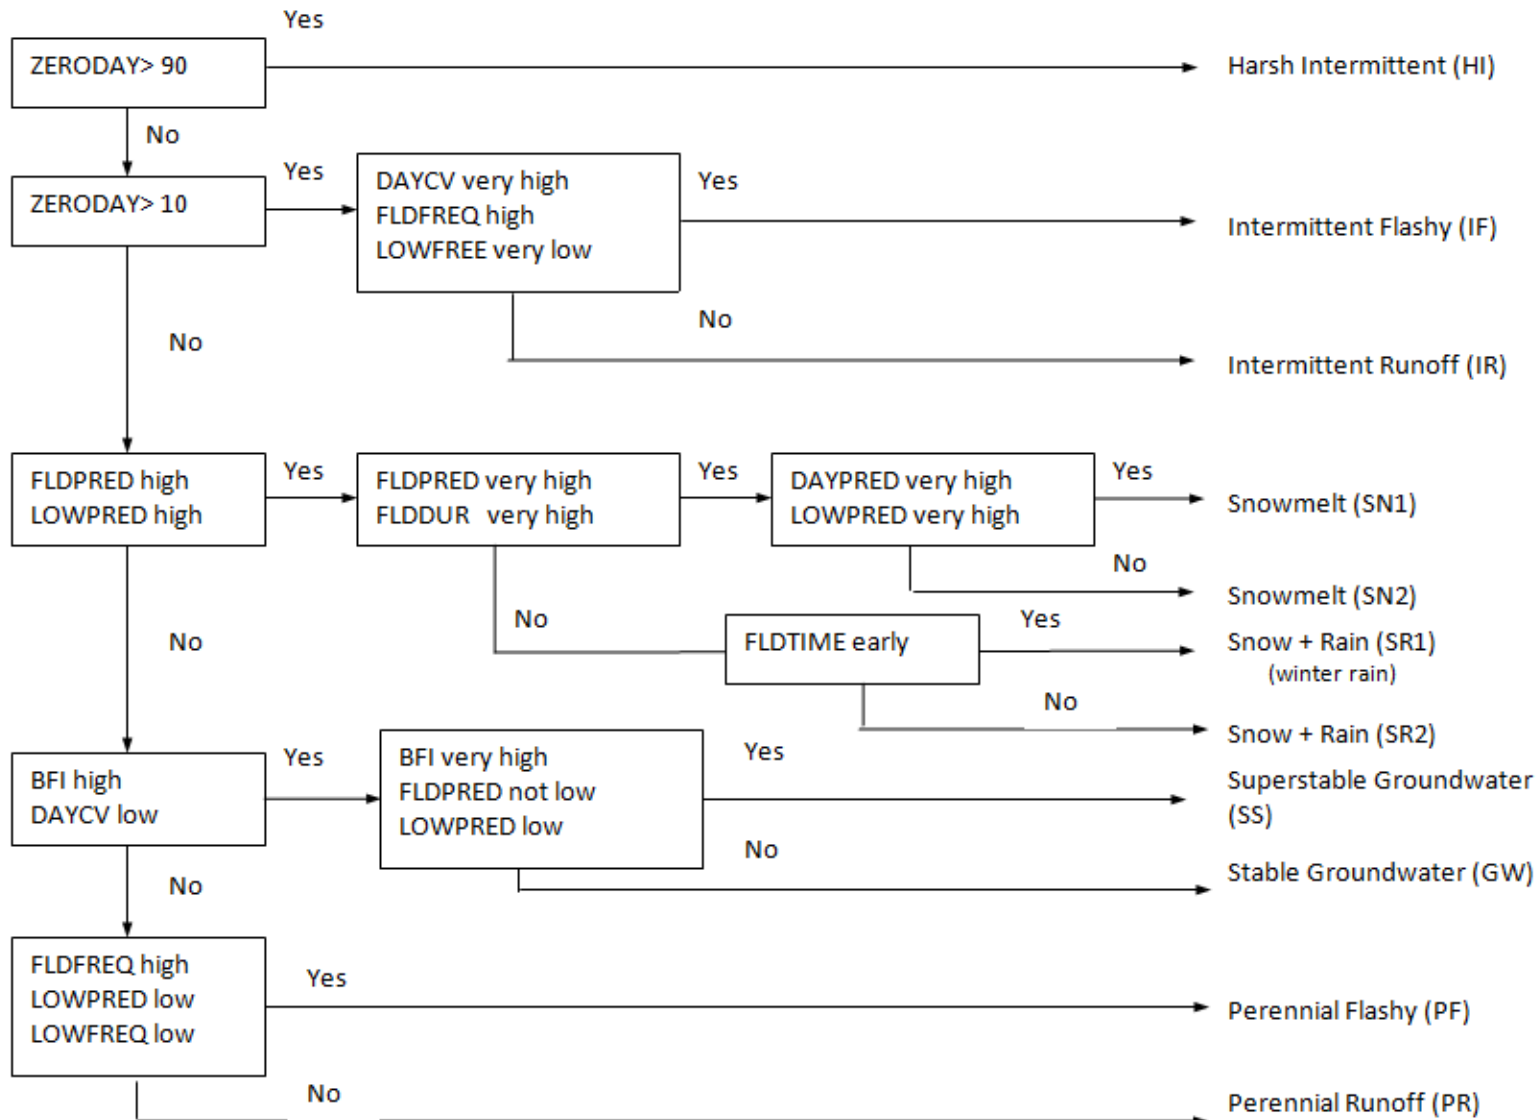 Yes
ZERODAY> 90
Harsh Intermittent (HI)
No
Yes
ZERODAY> 10
DAYCV very high
FLDFREQ high
LOWFREE very low
Yes
Intermittent Flashy (IF)
No
No
Intermittent Runoff (IR)
FLDPRED high
LOWPRED high
Yes
FLDPRED very high
FLDDUR very high
Yes
DAYPRED very high
LOWPRED very high
Yes
Snowmelt (SN1)
No
Snowmelt (SN2)
No
No
FLDTIME early
Yes
Snow + Rain (SR1)
(winter rain)
No
Snow + Rain (SR2)
BFI high
DAYCV low
Yes
BFI very high
FLDPRED not low
LOWPRED low
Yes
Superstable Groundwater
(SS)
No
Stable Groundwater (GW)
No
FLDFREQ high
LOWPRED low
LOWFREQ low
Yes
Perennial Flashy (PF)
No
Perennial Runoff (PR)